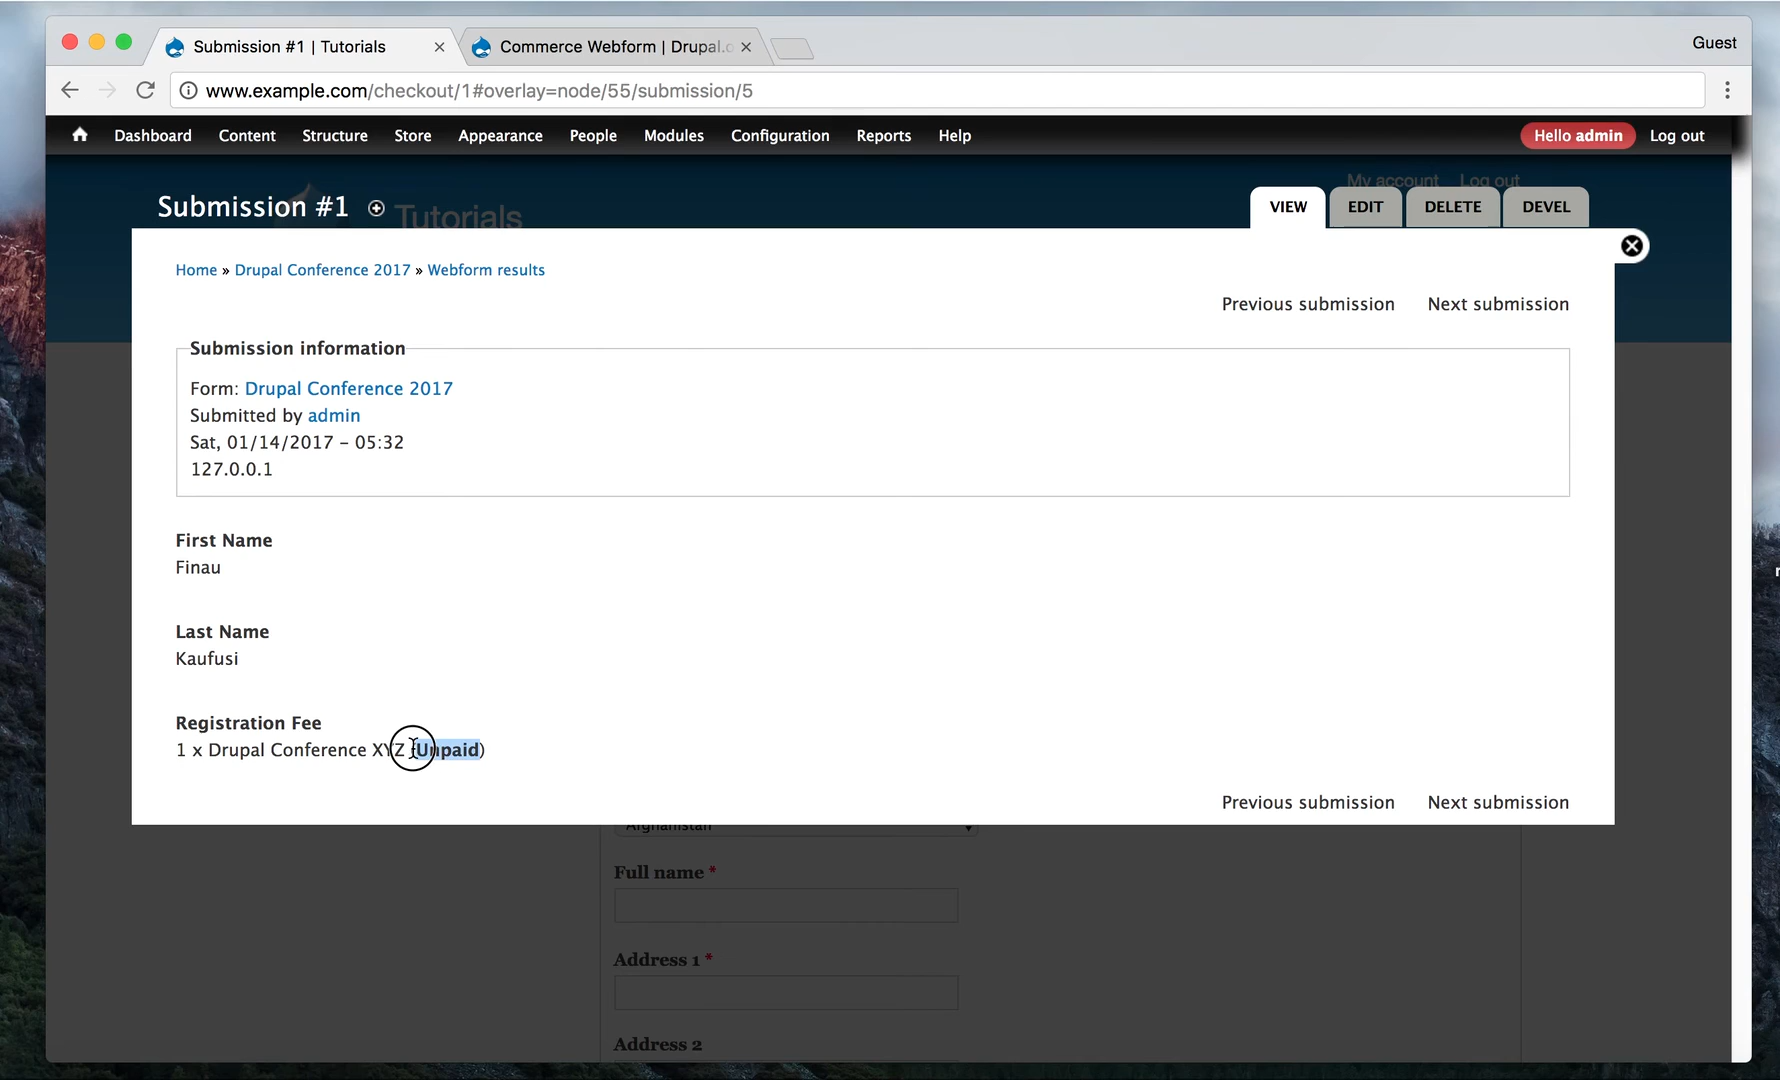 Submission #1 | Tutorials
Commerce Webform | Drupal.o
Guest
www.example.com/checkout/1#overlay=node/55/submission/5
Dashboard Content Structure Store Appearance People Modules Configuration Reports Help Hello admin Log out
My account Log out
Submission #1
Tutorials
VIEW EDIT DELETE DEVEL
Home » Drupal Conference 2017 » Webform results
Previous submission Next submission
Submission information
Form: Drupal Conference 2017
Submitted by admin
Sat, 01/14/2017 - 05:32
127.0.0.1
First Name
Finau
Last Name
Kaufusi
Registration Fee
1 x Drupal Conference XYZ (Unpaid)
Previous submission Next submission
Afghanistan
Full name *
Address 1 *
Address 2